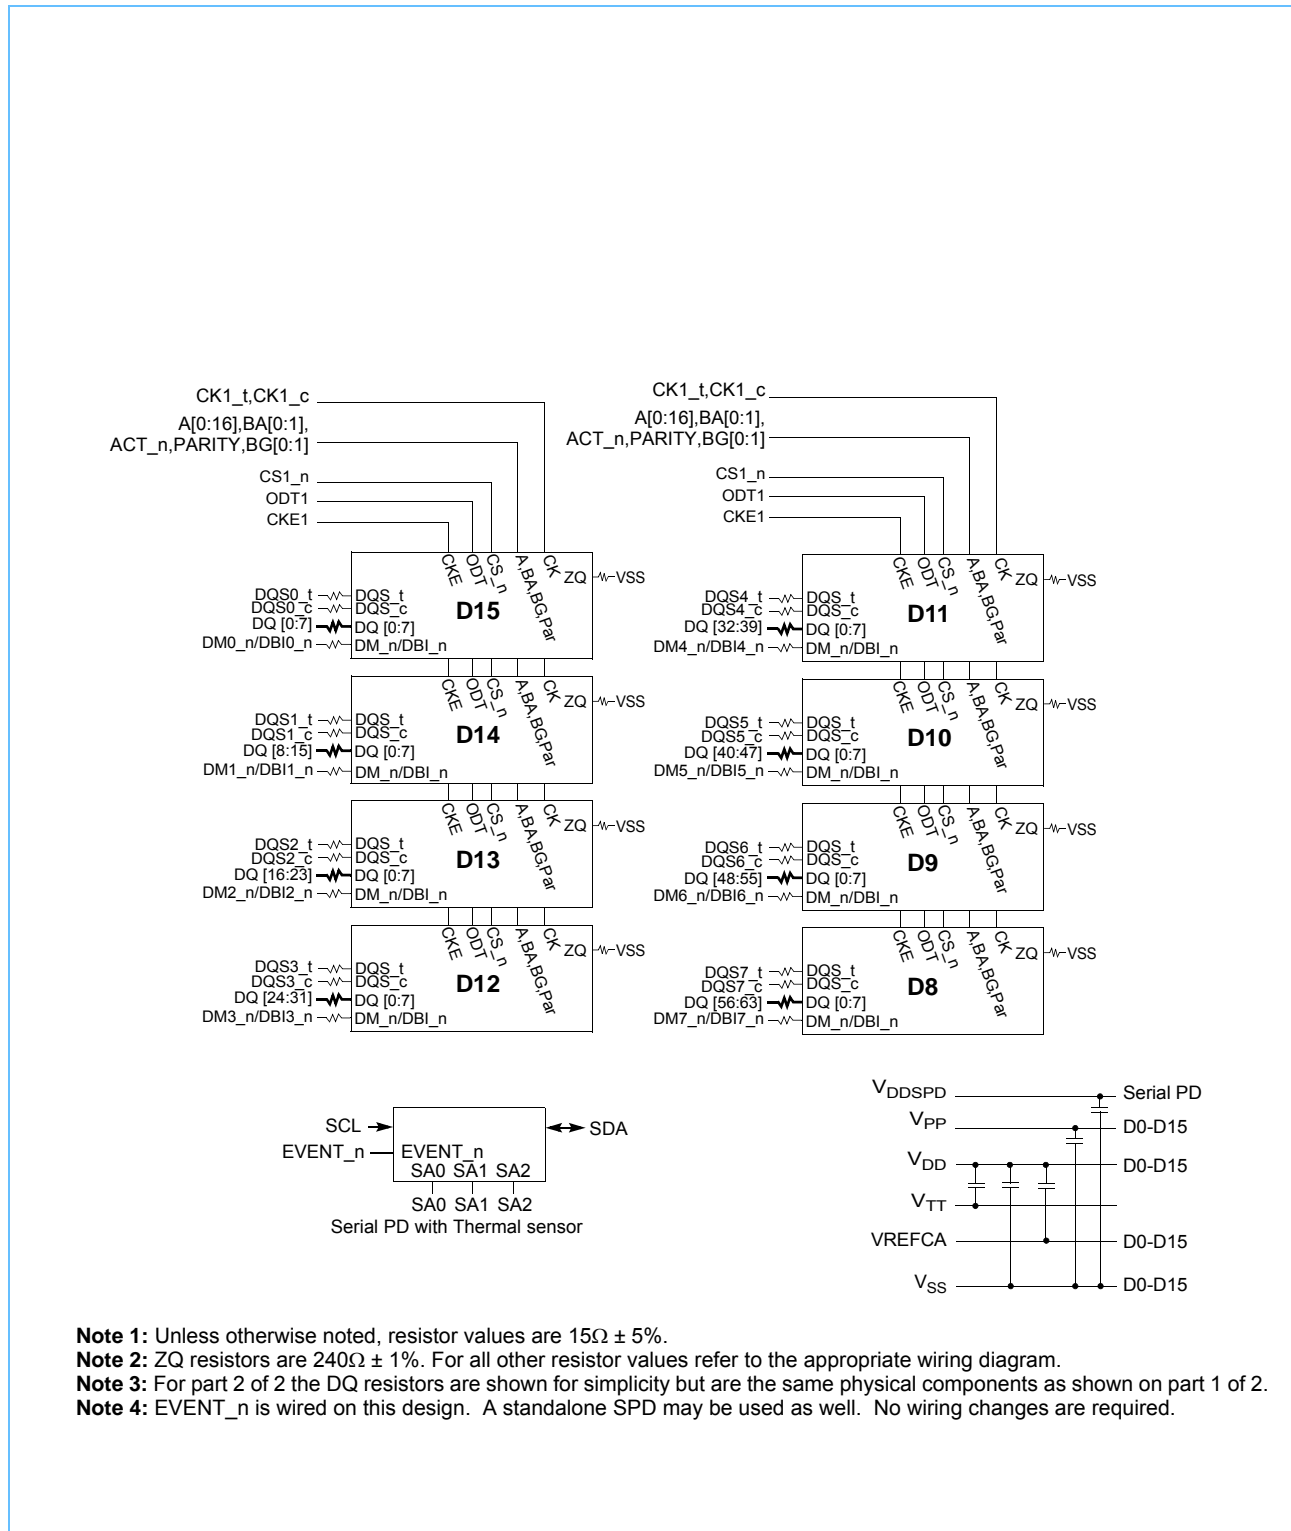 CK1_t,CK1_c
A[0:16],BA[0:1],
ACT_n,PARITY,BG[0:1]
CS1_n
ODT1
CKE1
CKE ODT CS_n A,BA,BG,Par CK
ZQ VSS
D15
DQS0_t DQS_t
DQS0_c DQS_c
DQ [0:7] DQ [0:7]
DM0_n/DBI0_n DM_n/DBI_n
CKE ODT CS_n A,BA,BG,Par CK
ZQ VSS
D14
DQS1_t DQS_t
DQS1_c DQS_c
DQ [8:15] DQ [0:7]
DM1_n/DBI1_n DM_n/DBI_n
CKE ODT CS_n A,BA,BG,Par CK
ZQ VSS
D13
DQS2_t DQS_t
DQS2_c DQS_c
DQ [16:23] DQ [0:7]
DM2_n/DBI2_n DM_n/DBI_n
CKE ODT CS_n A,BA,BG,Par CK
ZQ VSS
D12
DQS3_t DQS_t
DQS3_c DQS_c
DQ [24:31] DQ [0:7]
DM3_n/DBI3_n DM_n/DBI_n
CK1_t,CK1_c
A[0:16],BA[0:1],
ACT_n,PARITY,BG[0:1]
CS1_n
ODT1
CKE1
CKE ODT CS_n A,BA,BG,Par CK
ZQ VSS
D11
DQS4_t DQS_t
DQS4_c DQS_c
DQ [32:39] DQ [0:7]
DM4_n/DBI4_n DM_n/DBI_n
CKE ODT CS_n A,BA,BG,Par CK
ZQ VSS
D10
DQS5_t DQS_t
DQS5_c DQS_c
DQ [40:47] DQ [0:7]
DM5_n/DBI5_n DM_n/DBI_n
CKE ODT CS_n A,BA,BG,Par CK
ZQ VSS
D9
DQS6_t DQS_t
DQS6_c DQS_c
DQ [48:55] DQ [0:7]
DM6_n/DBI6_n DM_n/DBI_n
CKE ODT CS_n A,BA,BG,Par CK
ZQ VSS
D8
DQS7_t DQS_t
DQS7_c DQS_c
DQ [56:63] DQ [0:7]
DM7_n/DBI7_n DM_n/DBI_n
SCL SDA
EVENT_n EVENT_n
SA0 SA1 SA2
SA0 SA1 SA2
Serial PD with Thermal sensor
VDDSPD Serial PD
VPP D0-D15
VDD D0-D15
VTT
VREFCA D0-D15
VSS D0-D15
Note 1: Unless otherwise noted, resistor values are 15Ω ± 5%.
Note 2: ZQ resistors are 240Ω ± 1%. For all other resistor values refer to the appropriate wiring diagram.
Note 3: For part 2 of 2 the DQ resistors are shown for simplicity but are the same physical components as shown on part 1 of 2.
Note 4: EVENT_n is wired on this design. A standalone SPD may be used as well. No wiring changes are required.